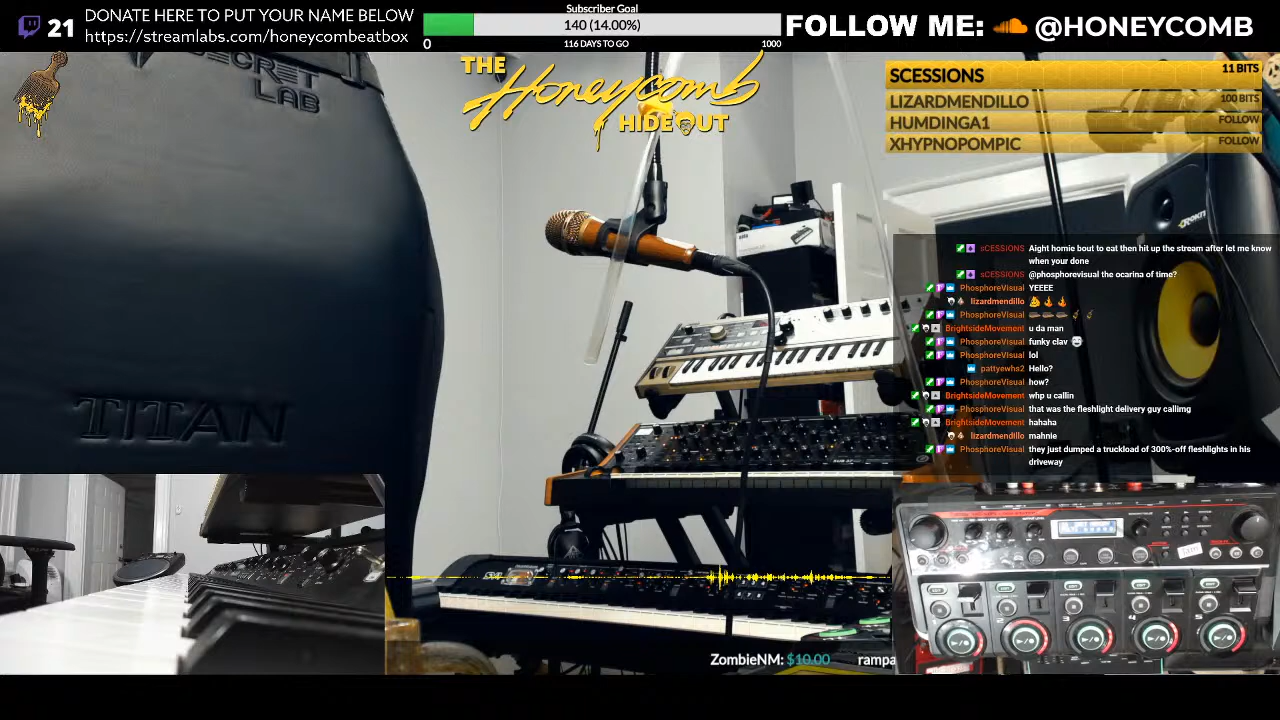 21
DONATE HERE TO PUT YOUR NAME BELOW
https://streamlabs.com/honeycombeatbox
Subscriber Goal
140 (14.00%)
0
116 DAYS TO GO
1000
FOLLOW ME:
@HONEYCOMB
SECRET
LAB
THE
Honeycomb
HIDEOUT
SCESSIONS 11 BITS
LIZARDMENDILLO 100 BITS
HUMDINGA1 FOLLOW
XHYPNOPOMPIC FOLLOW
ROKIT
sCESSIONS Aight homie bout to eat then hit up the stream after let me know
when your done
sCESSIONS @phosphorevisual the ocarina of time?
PhosphoreVisual YEEEE
lizardmendillo
PhosphoreVisual
BrightsideMovement u da man
PhosphoreVisual funky clav
PhosphoreVisual lol
pattyewhs2 Hello?
PhosphoreVisual how?
BrightsideMovement whp u callin
PhosphoreVisual that was the fleshlight delivery guy callimg
BrightsideMovement hahaha
lizardmendillo mahnie
PhosphoreVisual they just dumped a truckload of 300%-off fleshlights in his
driveway
TITAN
ZombieNM: $10.00
rampa